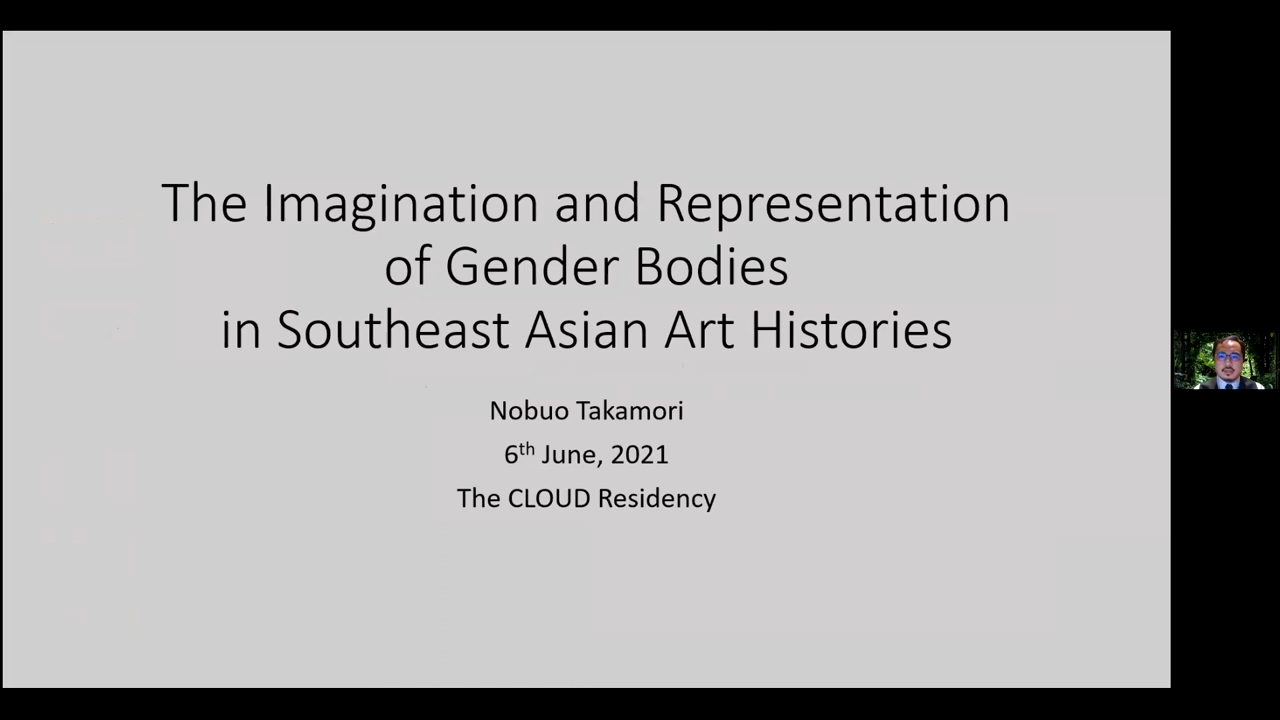 The Imagination and Representation
of Gender Bodies
in Southeast Asian Art Histories
Nobuo Takamori
6th June, 2021
The CLOUD Residency